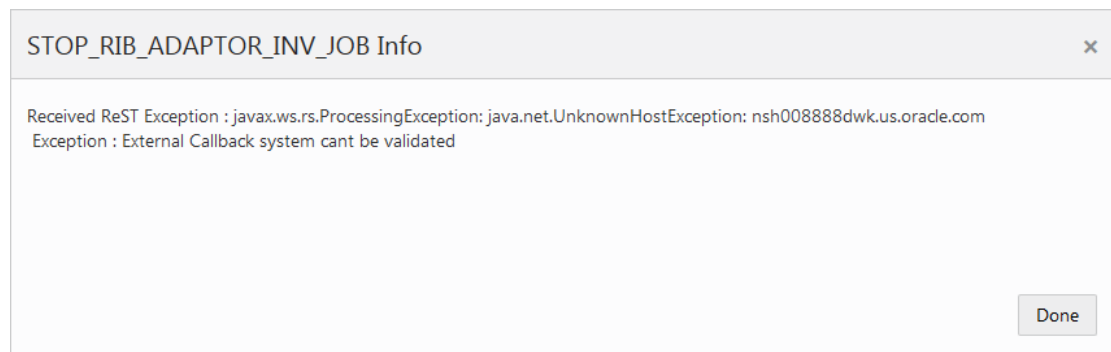 STOP_RIB_ADAPTOR_INV_JOB Info ×
Received ReST Exception : javax.ws.rs.ProcessingException: java.net.UnknownHostException: nsh008888dwk.us.oracle.com
Exception : External Callback system cant be validated
Done